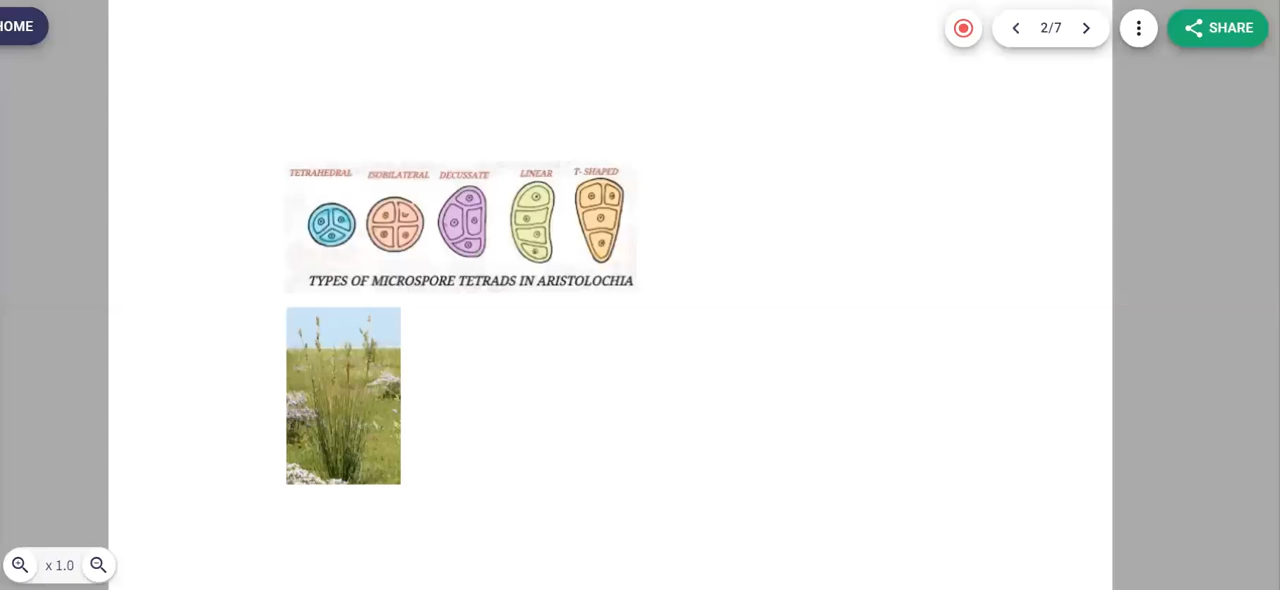 HOME
2/7
SHARE
TETRAHEDRAL ISOBILATERAL DECUSSATE LINEAR T-SHAPED
TYPES OF MICROSPORE TETRADS IN ARISTOLOCHIA
x 1.0